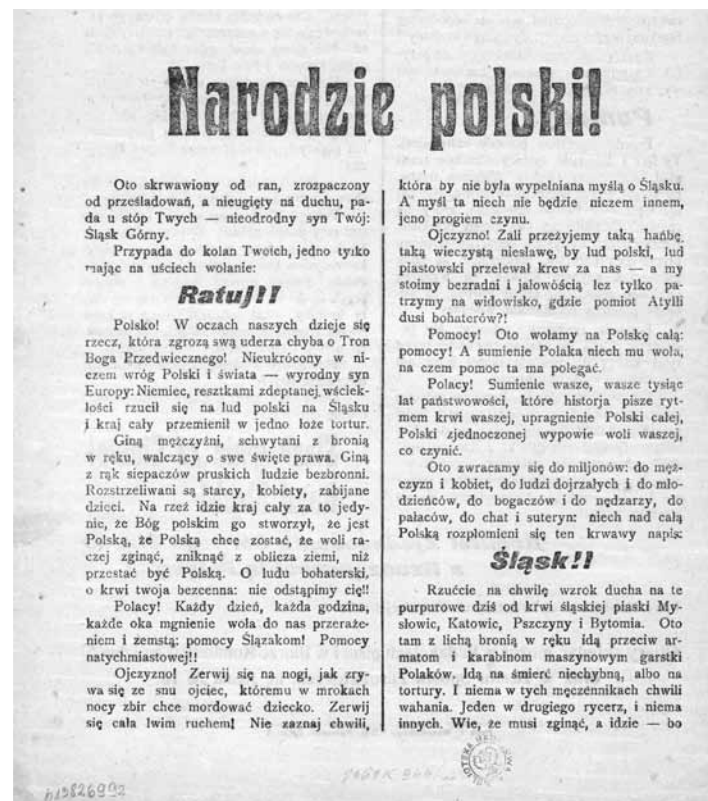 Narodzie polski!
Oto skrwawiony od ran, zrozpaczony
od prześladowań, a nieugięty na duchu, pa-
da u stóp Twych — nieodrodny syn Twój:
Śląsk Górny.
Przypada do kolan Twoich, jedno tylko
mając na uściech wołanie:
Ratuj!!
Polsko! W oczach naszych dzieje się
rzecz, która zgrozą swą uderza chyba o Tron
Boga Przedwiecznego! Nieukrócony w ni-
czem wróg Polski i świata — wyrodny syn
Europy: Niemiec, resztkami zdeptanej wściek-
łości rzucił się na lud polski na Śląsku
i kraj cały przemienił w jedno łoże tortur.
Giną mężczyźni, schwytani z bronią
w ręku, walczący o swe święte prawa. Giną
z rąk siepaczów pruskich ludzie bezbronni.
Rozstrzeliwani są starcy, kobiety, zabijane
dzieci. Na rzeź idzie kraj cały za to jedy-
nie, że Bóg polskim go stworzył, że jest
Polską, że Polską chce zostać, że woli ra-
czej zginąć, zniknąć z oblicza ziemi, niż
przestać być Polską. O ludu bohaterski,
o krwi twoja bezcenna: nie odstąpimy cię!!
Polacy! Każdy dzień, każda godzina,
każde oka mgnienie woła do nas przeraże-
niem i zemstą: pomocy Ślązakom! Pomocy
natychmiastowej!!
Ojczyzno! Zerwij się na nogi, jak zry-
wa się ze snu ojciec, któremu w mrokach
nocy zbir chce mordować dziecko. Zerwij
się cała lwim ruchem! Nie zaznaj chwili,
która by nie była wypełniana myślą o Śląsku.
A myśl ta niech nie będzie niczem innem,
jeno progiem czynu.
Ojczyzno! Zali przeżyjemy taką hańbę,
taką wieczystą niesławę, by lud polski, lud
piastowski przelewał krew za nas — a my
stoimy bezradni i jałowością łez tylko pa-
trzymy na widowisko, gdzie pomiot Atylli
dusi bohaterów?!
Pomocy! Oto wołamy na Polskę całą:
pomocy! A sumienie Polaka niech mu woła,
na czem pomoc ta ma polegać.
Polacy! Sumienie wasze, wasze tysiąc
lat państwowości, które historja pisze ryt-
mem krwi waszej, upragnienie Polski całej,
Polski zjednoczonej wypowie woli waszej,
co czynić.
Oto zwracamy się do miljonów: do męż-
czyzn i kobiet, do ludzi dojrzałych i do mło-
dzieńców, do bogaczów i do nędzarzy, do
pałaców, do chat i suteryn: niech nad całą
Polską rozpłomieni się ten krwawy napis:
Śląsk!!
Rzućcie na chwilę wzrok ducha na te
purpurowe dziś od krwi śląskiej piaski My-
słowic, Katowic, Pszczyny i Bytomia. Oto
tam z lichą bronią w ręku idą przeciw ar-
matom i karabinom maszynowym garstki
Polaków. Idą na śmierć niechybną, albo na
tortury. I niema w tych męczennikach chwili
wahania. Jeden w drugiego rycerz, i niema
innych. Wie, że musi zginąć, a idzie — bo